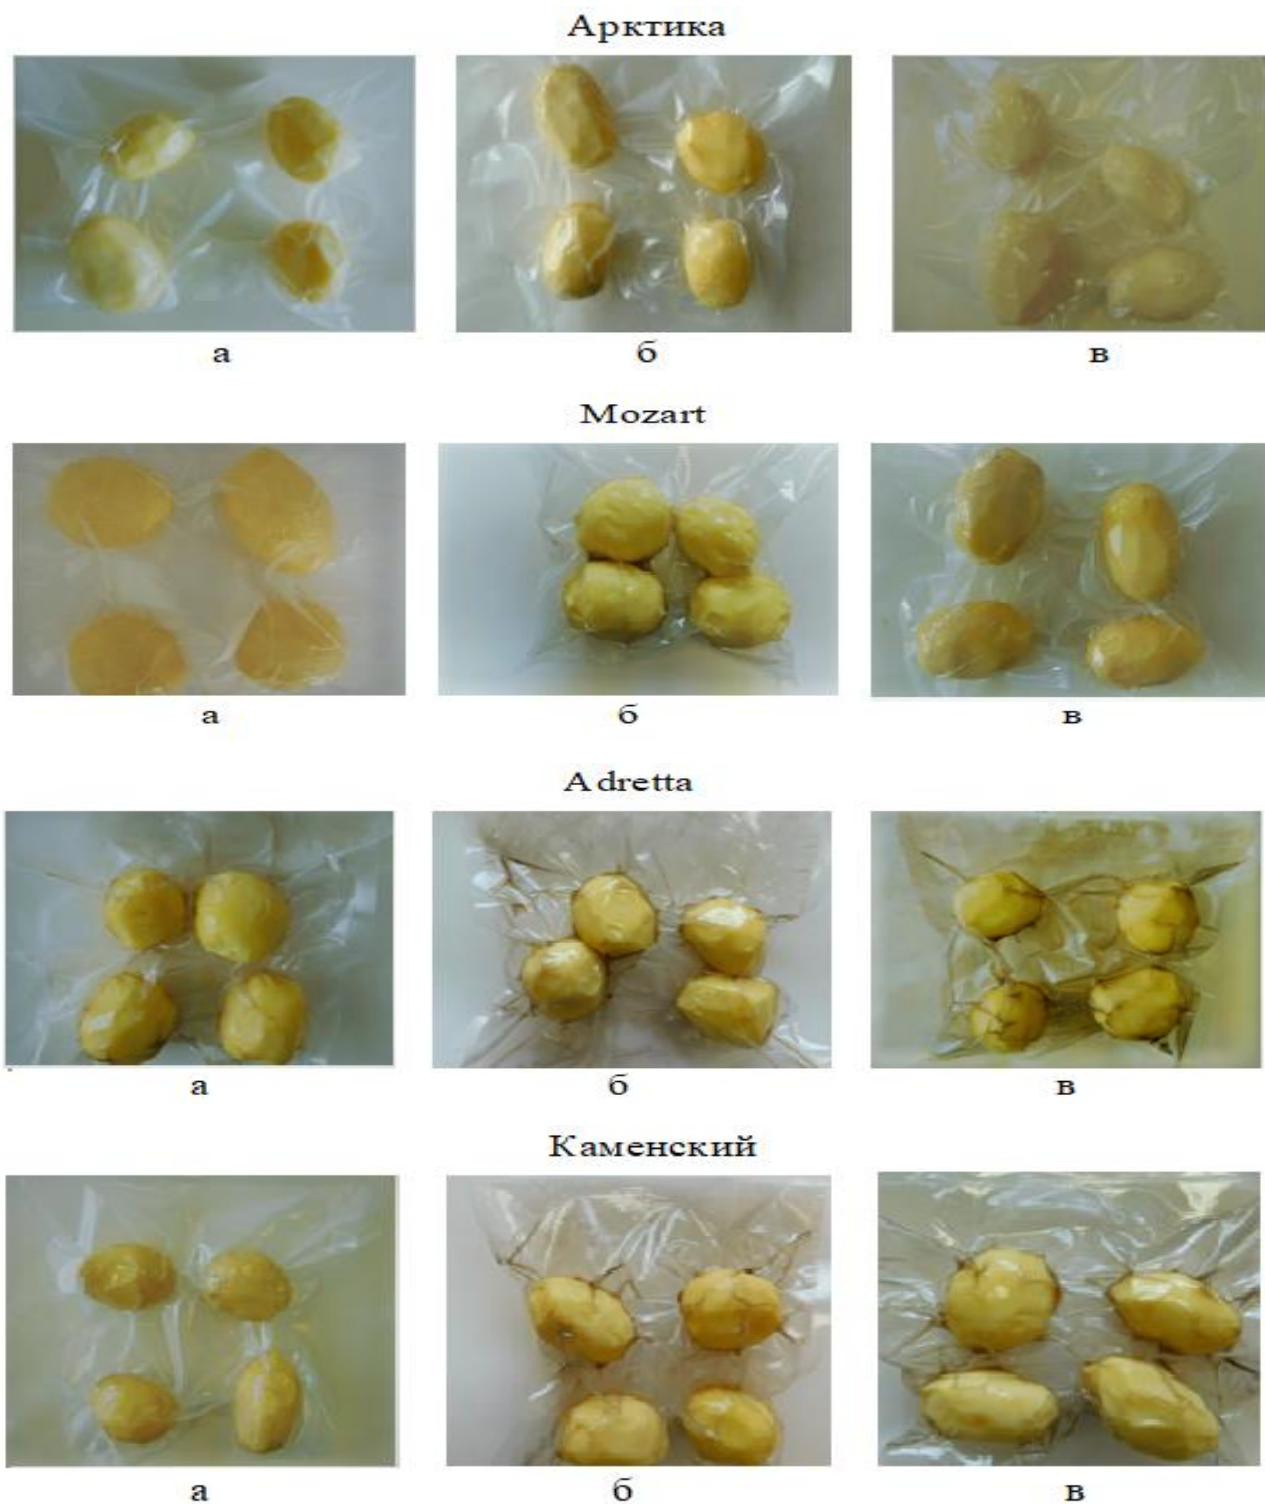 Арктика
а б в
Mozart
а б в
Adretta
а б в
Каменский
а б в